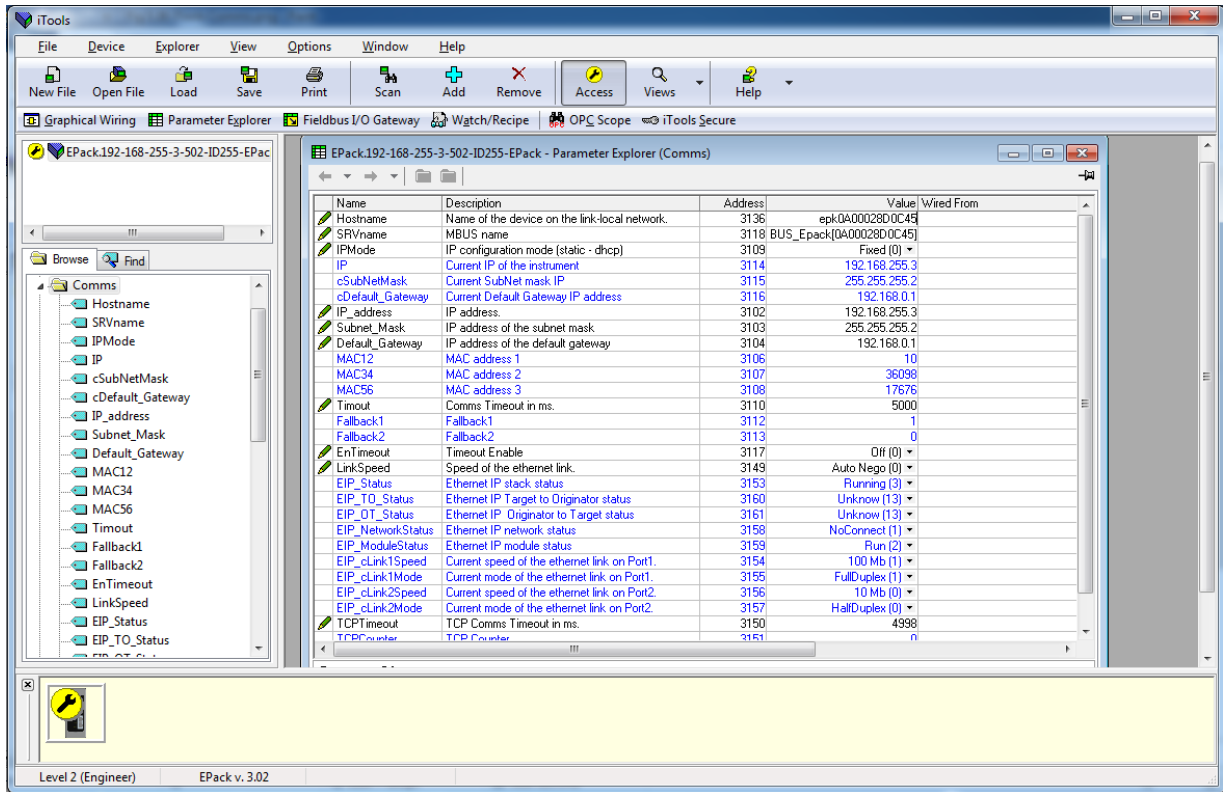 iTools
File Device Explorer View Options Window Help
New File Open File Load Save Print Scan Add Remove Access Views Help
Graphical Wiring Parameter Explorer Fieldbus I/O Gateway Watch/Recipe OPC Scope iTools Secure
EPack.192-168-255-3-502-ID255-EPac
Browse Find
Comms
Hostname
SRVname
IPMode
IP
cSubNetMask
cDefault_Gateway
IP_address
Subnet_Mask
Default_Gateway
MAC12
MAC34
MAC56
Timout
Fallback1
Fallback2
EnTimeout
LinkSpeed
EIP_Status
EIP_TO_Status
EPack.192-168-255-3-502-ID255-EPack - Parameter Explorer (Comms)
Name Description Address Value Wired From
Hostname Name of the device on the link-local network. 3136 epk0A00028D0C45
SRVname MBUS name 3118 BUS_Epack[0A00028D0C45]
IPMode IP configuration mode (static - dhcp) 3109 Fixed (0)
IP Current IP of the instrument 3114 192.168.255.3
cSubNetMask Current SubNet mask IP 3115 255.255.255.2
cDefault_Gateway Current Default Gateway IP address 3116 192.168.0.1
IP_address IP address. 3102 192.168.255.3
Subnet_Mask IP address of the subnet mask 3103 255.255.255.2
Default_Gateway IP address of the default gateway 3104 192.168.0.1
MAC12 MAC address 1 3106 10
MAC34 MAC address 2 3107 36098
MAC56 MAC address 3 3108 17676
Timout Comms Timeout in ms. 3110 5000
Fallback1 Fallback1 3112 1
Fallback2 Fallback2 3113 0
EnTimeout Timeout Enable 3117 Off (0)
LinkSpeed Speed of the ethernet link. 3149 Auto Nego (0)
EIP_Status Ethernet IP stack status 3153 Running (3)
EIP_TO_Status Ethernet IP Target to Originator status 3160 Unknow (13)
EIP_OT_Status Ethernet IP Originator to Target status 3161 Unknow (13)
EIP_NetworkStatus Ethernet IP network status 3158 NoConnect (1)
EIP_ModuleStatus Ethernet IP module status 3159 Run (2)
EIP_cLink1Speed Current speed of the ethernet link on Port1. 3154 100 Mb (1)
EIP_cLink1Mode Current mode of the ethernet link on Port1. 3155 FullDuplex (1)
EIP_cLink2Speed Current speed of the ethernet link on Port2. 3156 10 Mb (0)
EIP_cLink2Mode Current mode of the ethernet link on Port2. 3157 HalfDuplex (0)
TCPTimeout TCP Comms Timeout in ms. 3150 4998
TCPCounter TCP Counter 3151 0
Level 2 (Engineer) EPack v. 3.02